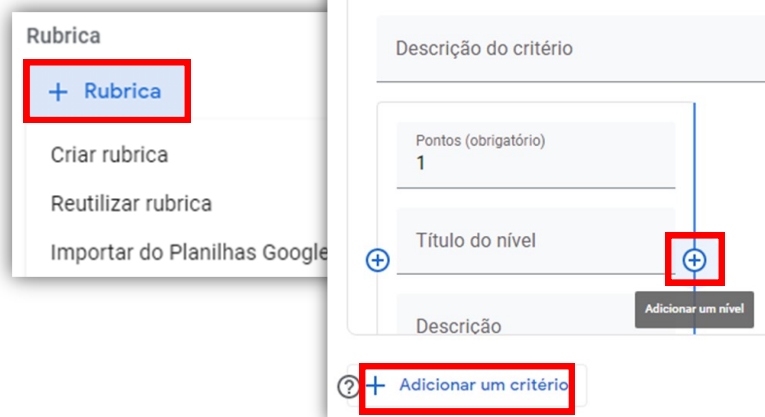 Rubrica
+ Rubrica
Criar rubrica
Reutilizar rubrica
Importar do Planilhas Google
Descrição do critério
Pontos (obrigatório)
1
Título do nível
Adicionar um nível
Descrição
? + Adicionar um critério